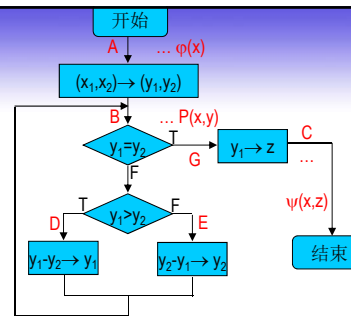 开始
A … φ(x)
(x₁,x₂)→ (y₁,y₂)
B … P(x,y)
y₁=y₂ T G y₁→ z C
…
F
ψ(x,z)
T y₁>y₂ F
D E
y₁-y₂→ y₁ y₂-y₁→ y₂ 结束